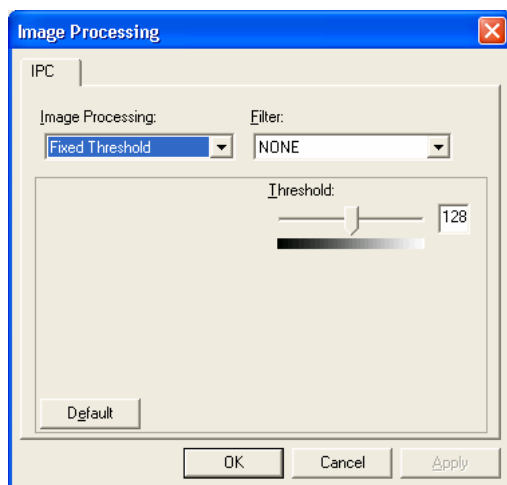 Image Processing
IPC
Image Processing: Filter:
Fixed Threshold NONE
Threshold:
128
Default
OK Cancel Apply